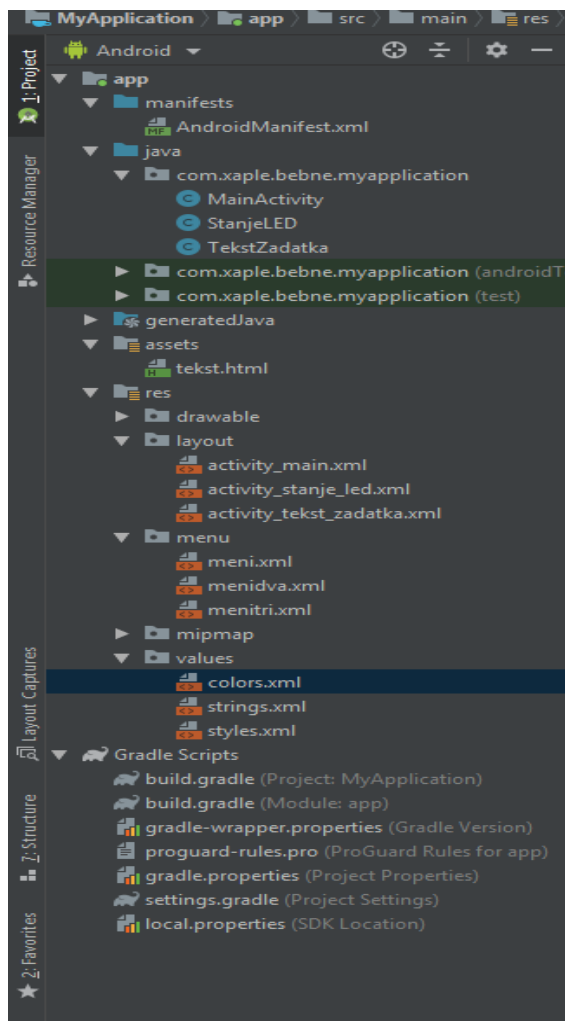 MyApplication app src main res
Android
app
manifests
AndroidManifest.xml
java
com.xaple.bebne.myapplication
MainActivity
StanjeLED
TekstZadatka
com.xaple.bebne.myapplication (androidT
com.xaple.bebne.myapplication (test)
generatedJava
assets
tekst.html
res
drawable
layout
activity_main.xml
activity_stanje_led.xml
activity_tekst_zadatka.xml
menu
meni.xml
menidva.xml
menitri.xml
mipmap
values
colors.xml
strings.xml
styles.xml
Gradle Scripts
build.gradle (Project: MyApplication)
build.gradle (Module: app)
gradle-wrapper.properties (Gradle Version)
proguard-rules.pro (ProGuard Rules for app)
gradle.properties (Project Properties)
settings.gradle (Project Settings)
local.properties (SDK Location)
1: Project
Resource Manager
Layout Captures
7: Structure
2: Favorites